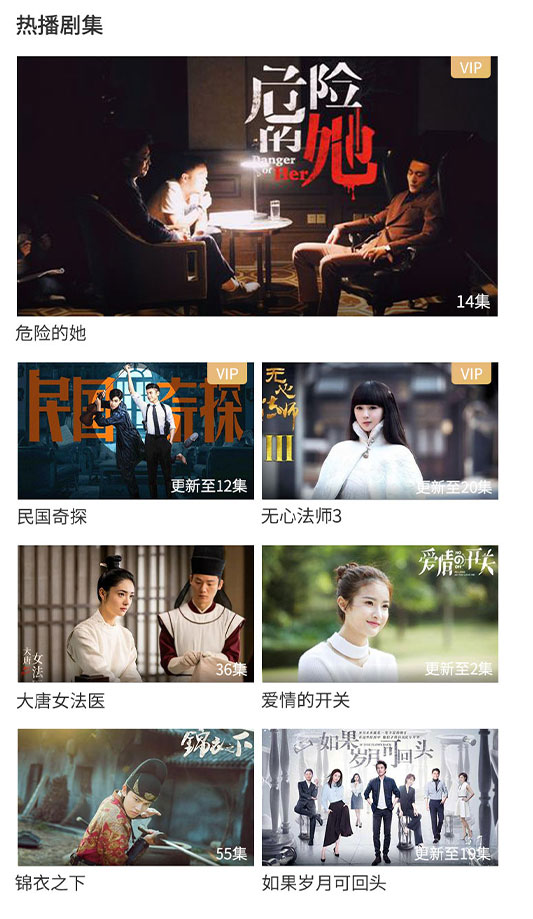 热播剧集
VIP
危险
的她
Danger
of Her
14集
危险的她
VIP
民国奇探
更新至12集
民国奇探
VIP
无心
法师
III
更新至20集
无心法师3
大唐
女法
36集
大唐女法医
爱情的开关
更新至2集
爱情的开关
锦衣之下
55集
锦衣之下
如果
岁月可回头
更新至19集
如果岁月可回头